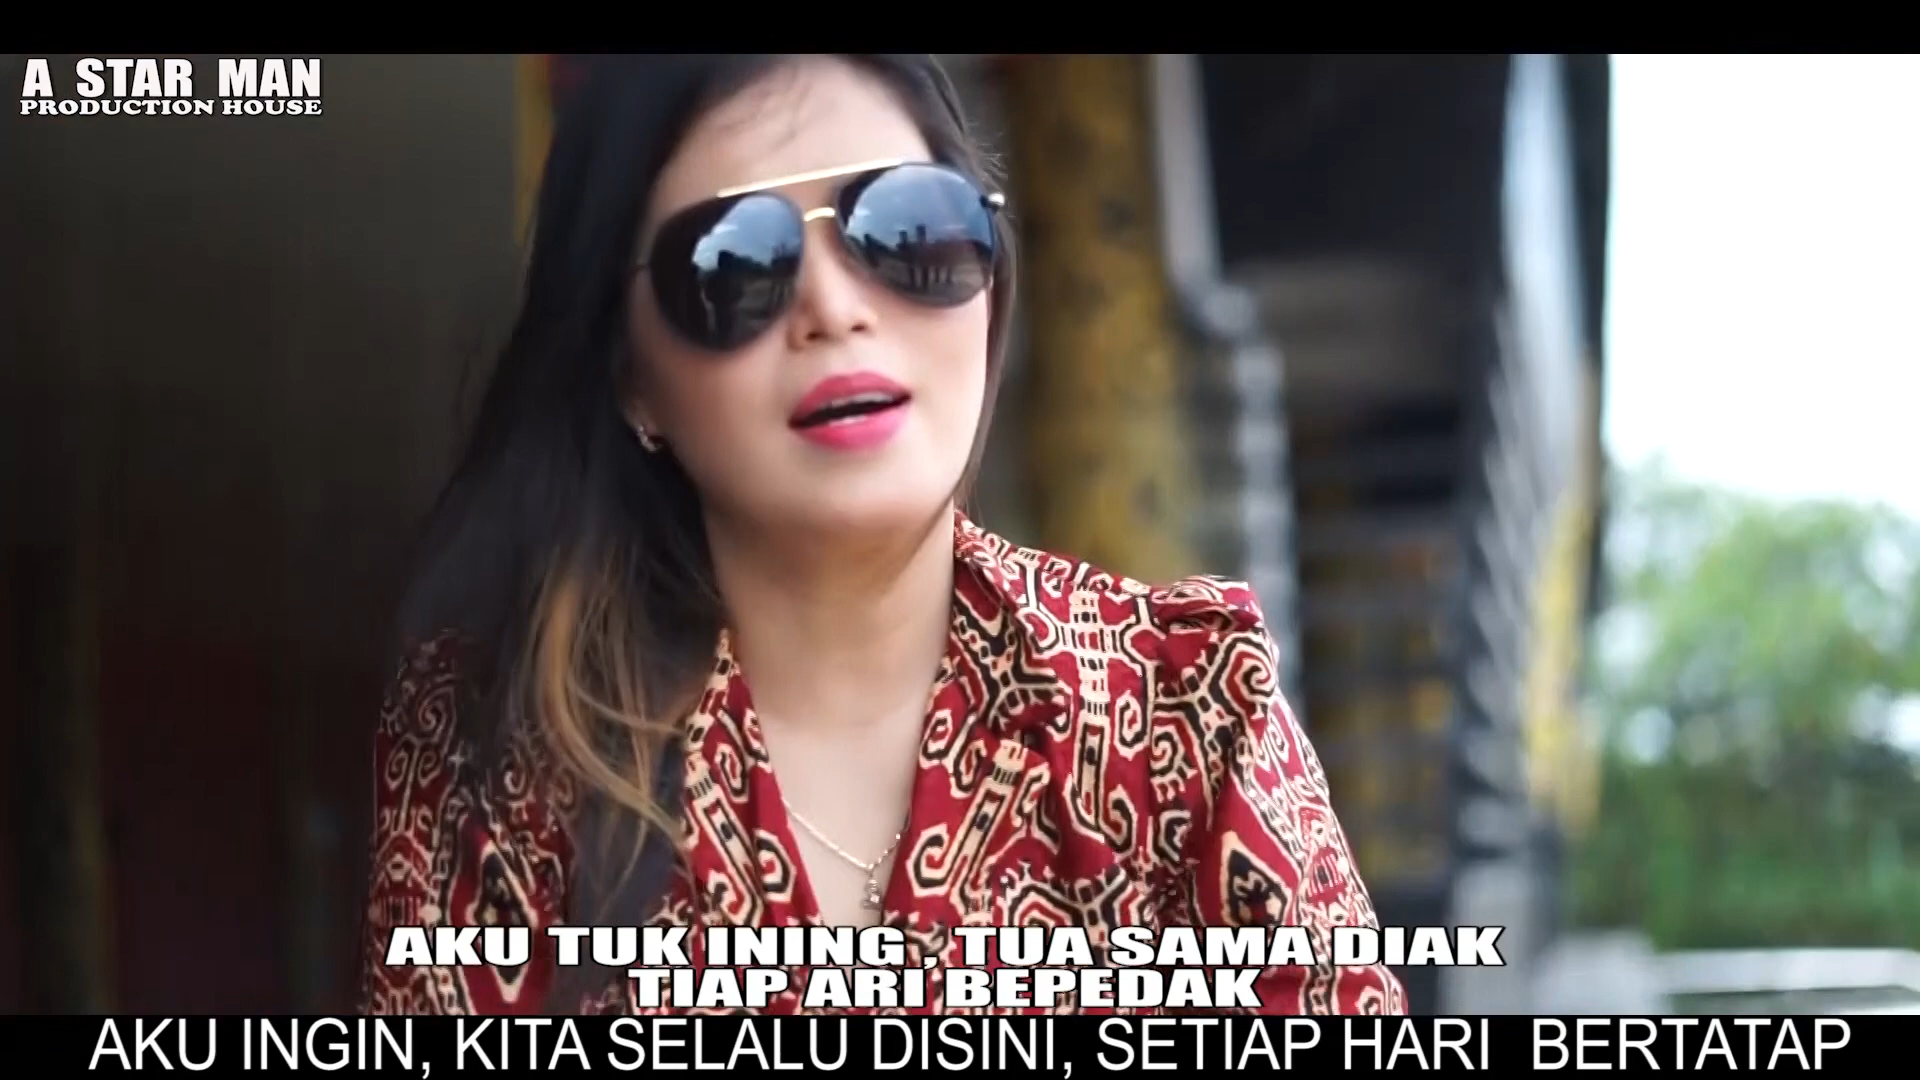 A STAR MAN
PRODUCTION HOUSE
AKU TUK INING , TUA SAMA DIAK
TIAP ARI BEPEDAK
AKU INGIN, KITA SELALU DISINI, SETIAP HARI BERTATAP